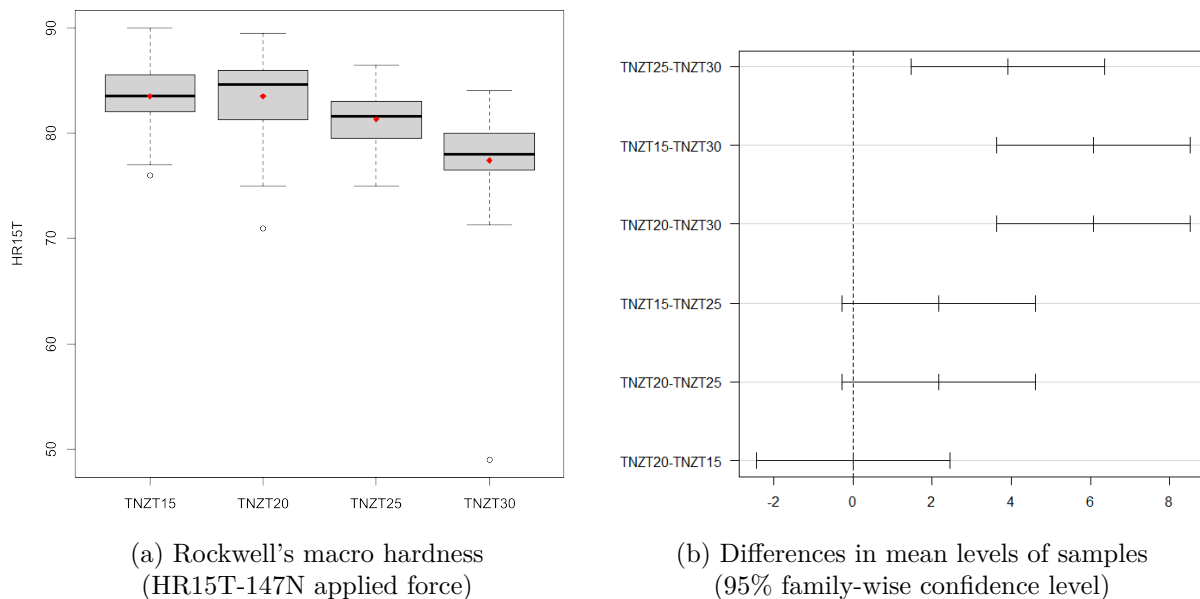 HR15T
90
80
70
60
50
TNZT15
TNZT20
TNZT25
TNZT30
(a) Rockwell's macro hardness
(HR15T-147N applied force)
TNZT25-TNZT30
TNZT15-TNZT30
TNZT20-TNZT30
TNZT15-TNZT25
TNZT20-TNZT25
TNZT20-TNZT15
-2
0
2
4
6
8
(b) Differences in mean levels of samples
(95% family-wise confidence level)